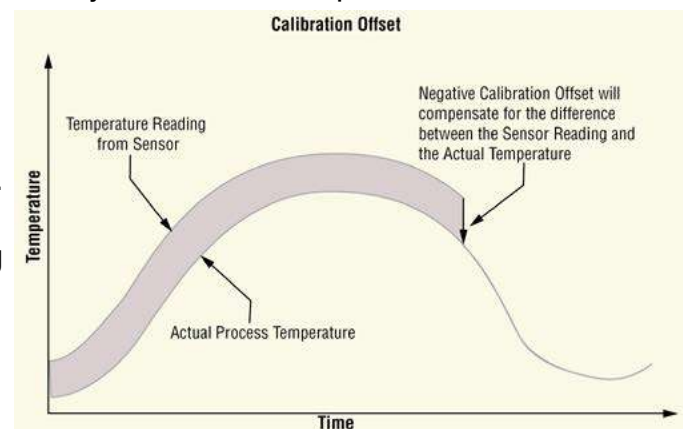 Calibration Offset
Negative Calibration Offset will
compensate for the difference
between the Sensor Reading and
the Actual Temperature
Temperature Reading
from Sensor
Temperature
Actual Process Temperature
Time